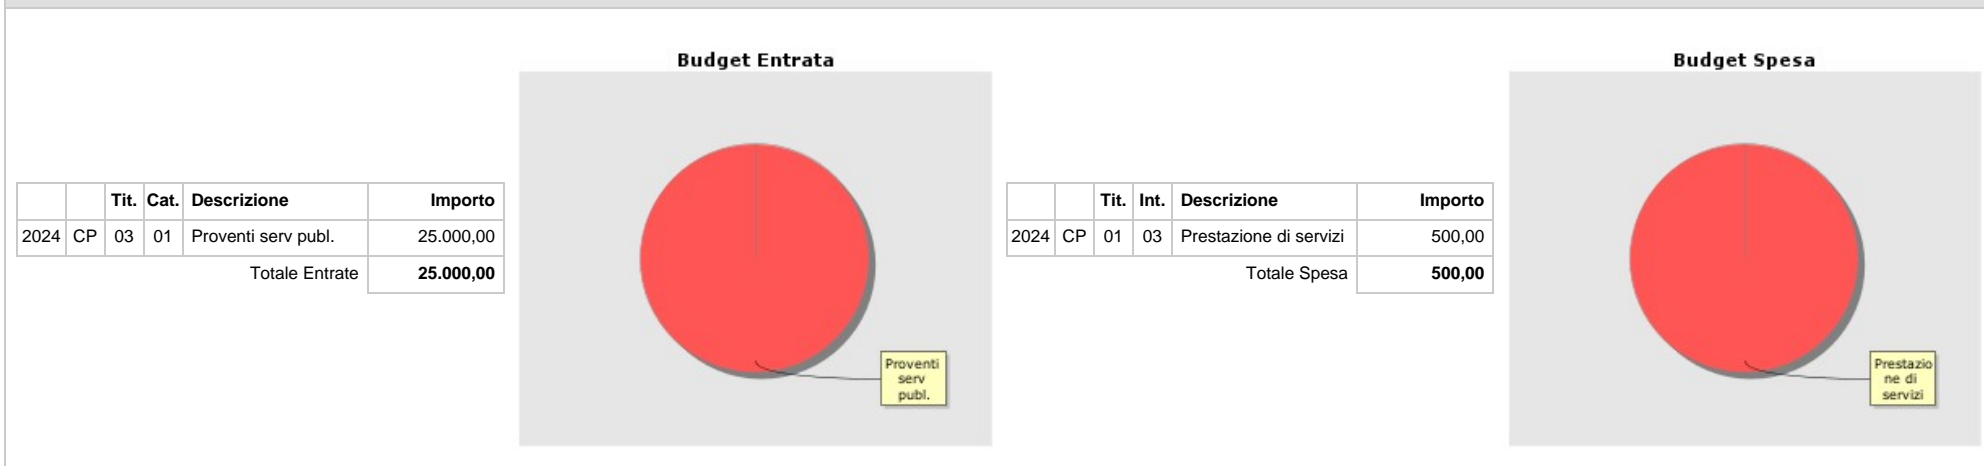 Budget Entrata
Tit. Cat. Descrizione Importo
2024 CP 03 01 Proventi serv publ. 25.000,00
Totale Entrate 25.000,00
Proventi
serv
publ.
Budget Spesa
Tit. Int. Descrizione Importo
2024 CP 01 03 Prestazione di servizi 500,00
Totale Spesa 500,00
Prestazio
ne di
servizi